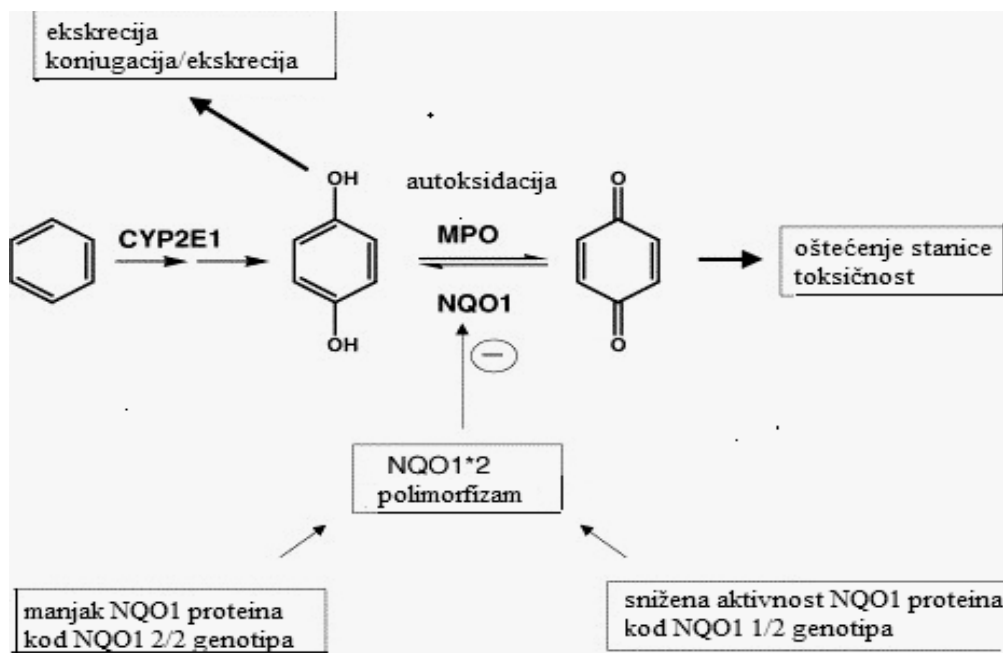 ekskrecija
konjugacija/ekskrecija
OH
autoksidacija
O
CYP2E1
MPO
NQO1
oštećenje stanice
toksičnost
OH
O
NQO1*2
polimorfizam
manjak NQO1 proteina
kod NQO1 2/2 genotipa
snižena aktivnost NQO1 proteina
kod NQO1 1/2 genotipa